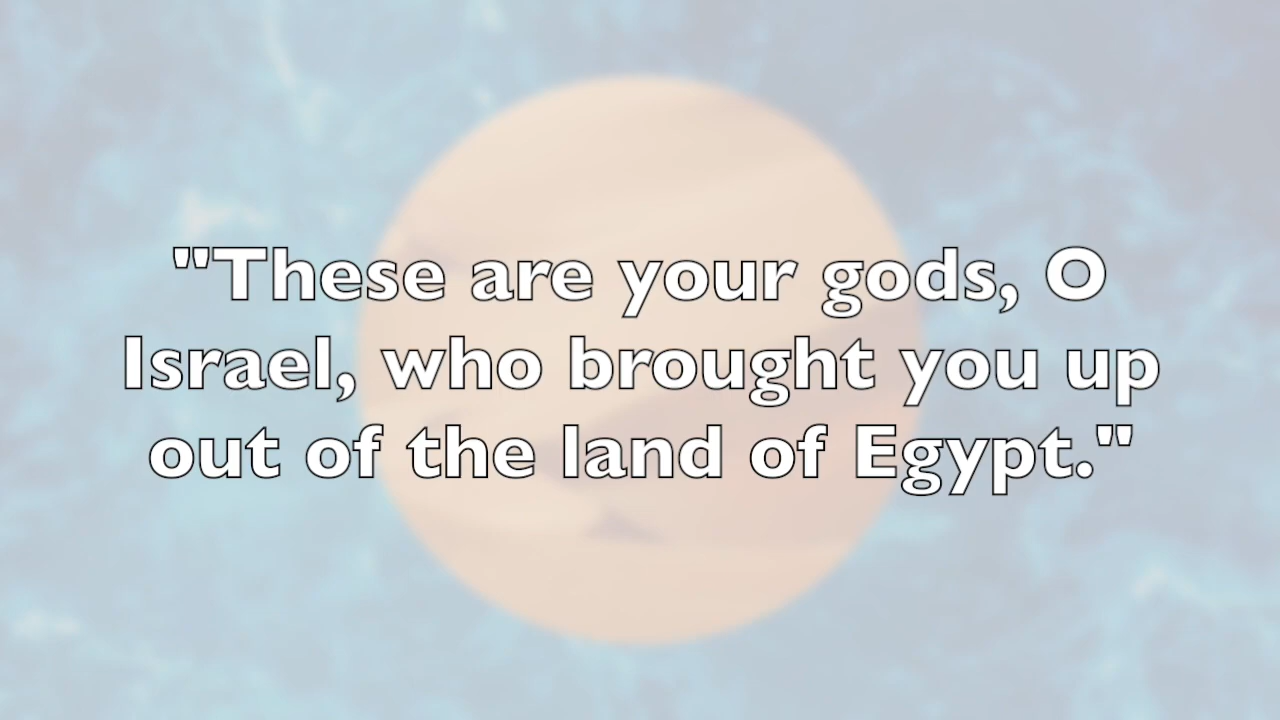 "These are your gods, O
Israel, who brought you up
out of the land of Egypt."